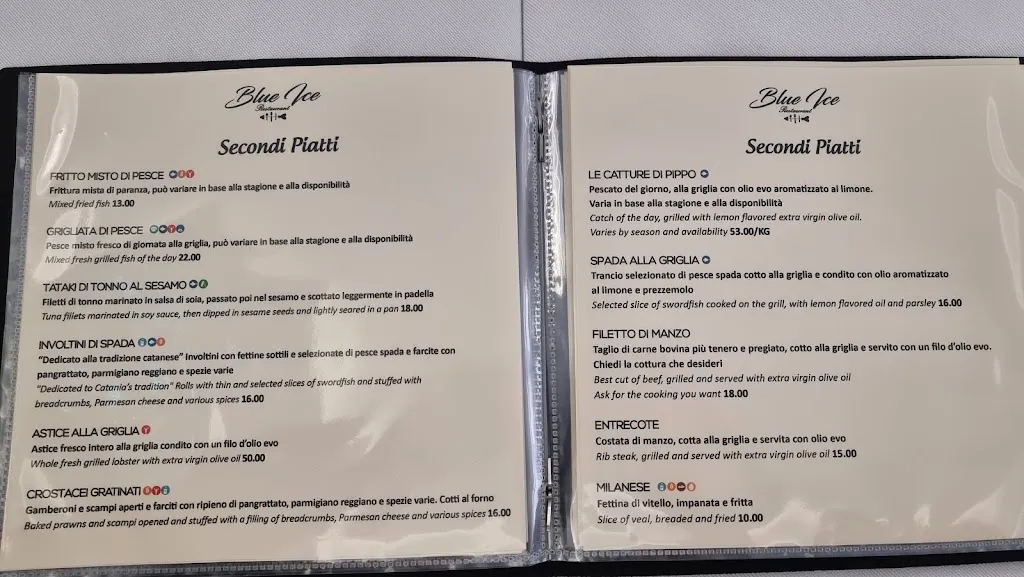 Blue Ice
Restaurant
Secondi Piatti
FRITTO MISTO DI PESCE
Frittura mista di paranza, può variare in base alla stagione e alla disponibilità
Mixed fried fish 13.00
GRIGLIATA DI PESCE
Pesce misto fresco di giornata alla griglia, può variare in base alla stagione e alla disponibilità
Mixed fresh grilled fish of the day 22.00
TATAKI DI TONNO AL SESAMO
Filetti di tonno marinato in salsa di soia, passato poi nel sesamo e scottato leggermente in padella
Tuna fillets marinated in soy sauce, then dipped in sesame seeds and lightly seared in a pan 18.00
INVOLTINI DI SPADA
"Dedicato alla tradizione catanese" Involtini con fettine sottili e selezionate di pesce spada e farcite con
pangrattato, parmigiano reggiano e spezie varie
"Dedicated to Catania's tradition" Rolls with thin and selected slices of swordfish and stuffed with
breadcrumbs, Parmesan cheese and various spices 16.00
ASTICE ALLA GRIGLIA
Astice fresco intero alla griglia condito con un filo d'olio evo
Whole fresh grilled lobster with extra virgin olive oil 50.00
CROSTACEI GRATINATI
Gamberoni e scampi aperti e farciti con ripieno di pangrattato, parmigiano reggiano e spezie varie. Cotti al forno
Baked prawns and scampi opened and stuffed with a filling of breadcrumbs, Parmesan cheese and various spices 16.00
Blue Ice
Restaurant
Secondi Piatti
LE CATTURE DI PIPPO
Pescato del giorno, alla griglia con olio evo aromatizzato al limone.
Varia in base alla stagione e alla disponibilità
Catch of the day, grilled with lemon flavored extra virgin olive oil.
Varies by season and availability 53.00/KG
SPADA ALLA GRIGLIA
Trancio selezionato di pesce spada cotto alla griglia e condito con olio aromatizzato
al limone e prezzemolo
Selected slice of swordfish cooked on the grill, with lemon flavored oil and parsley 16.00
FILETTO DI MANZO
Taglio di carne bovina più tenero e pregiato, cotto alla griglia e servito con un filo d'olio evo.
Chiedi la cottura che desideri
Best cut of beef, grilled and served with extra virgin olive oil
Ask for the cooking you want 18.00
ENTRECOTE
Costata di manzo, cotta alla griglia e servita con olio evo
Rib steak, grilled and served with extra virgin olive oil 15.00
MILANESE
Fettina di vitello, impanata e fritta
Slice of veal, breaded and fried 10.00